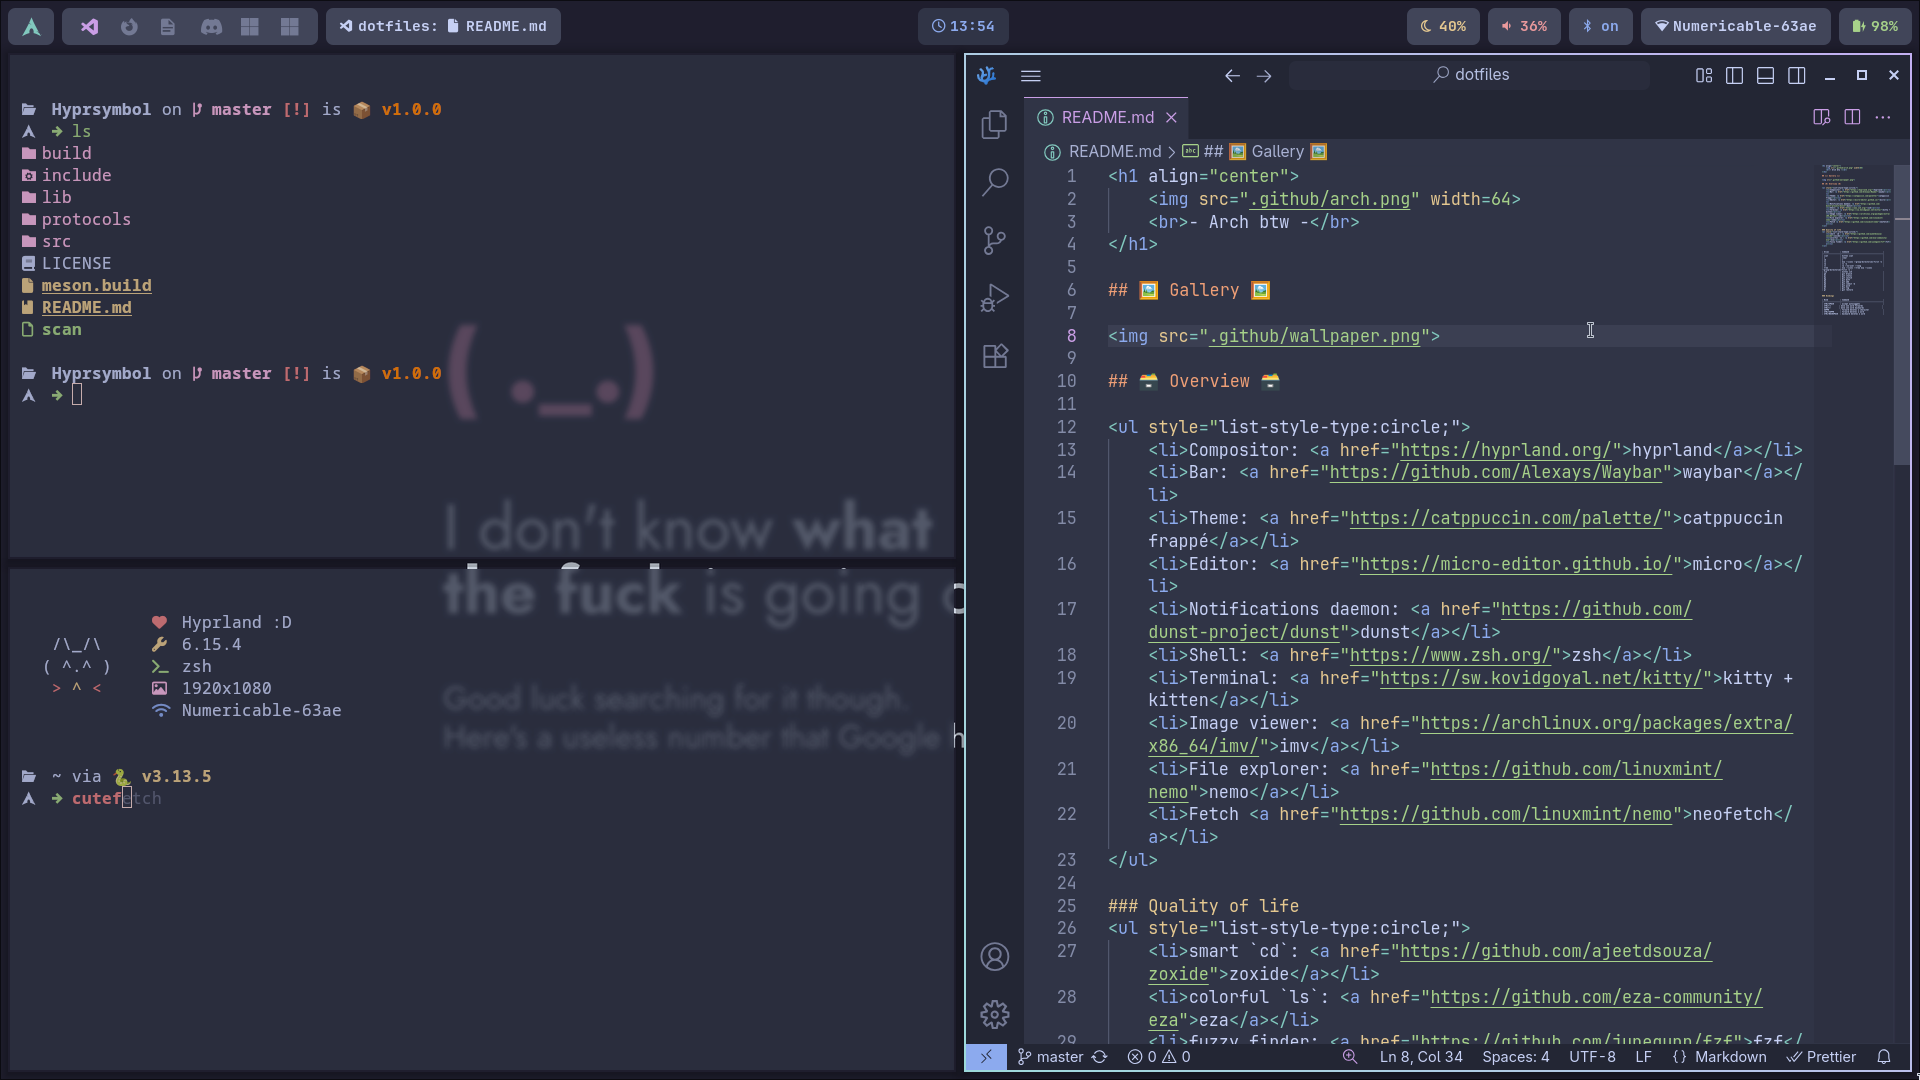 dotfiles: README.md
13:54
40%
36%
on
Numericable-63ae
98%
Hyprsymbol on master [!] is 📦 v1.0.0
➜ ls
build
include
lib
protocols
src
LICENSE
meson.build
README.md
scan
Hyprsymbol on master [!] is 📦 v1.0.0
➜
( ._.)
I don't know what
the fuck is going
Good luck searching for it though.
Here's a useless number that Google h
Hyprland :D
/\_/\ 6.15.4
( ^.^ ) zsh
> ^ < 1920x1080
Numericable-63ae
~ via 🐍 v3.13.5
➜ cutefetch
dotfiles
README.md
README.md > abc ## 🖼️ Gallery 🖼️
1 <h1 align="center">
2 <img src=".github/arch.png" width=64>
3 <br>- Arch btw -</br>
4 </h1>
5
6 ## 🖼️ Gallery 🖼️
7
8 <img src=".github/wallpaper.png">
9
10 ## 🗃️ Overview 🗃️
11
12 <ul style="list-style-type:circle;">
13 <li>Compositor: <a href="https://hyprland.org/">hyprland</a></li>
14 <li>Bar: <a href="https://github.com/Alexays/Waybar">waybar</a></
li>
15 <li>Theme: <a href="https://catppuccin.com/palette/">catppuccin
frappé</a></li>
16 <li>Editor: <a href="https://micro-editor.github.io/">micro</a></
li>
17 <li>Notifications daemon: <a href="https://github.com/
dunst-project/dunst">dunst</a></li>
18 <li>Shell: <a href="https://www.zsh.org/">zsh</a></li>
19 <li>Terminal: <a href="https://sw.kovidgoyal.net/kitty/">kitty +
kitten</a></li>
20 <li>Image viewer: <a href="https://archlinux.org/packages/extra/
x86_64/imv/">imv</a></li>
21 <li>File explorer: <a href="https://github.com/linuxmint/
nemo">nemo</a></li>
22 <li>Fetch <a href="https://github.com/linuxmint/nemo">neofetch</
a></li>
23 </ul>
24
25 ### Quality of life
26 <ul style="list-style-type:circle;">
27 <li>smart `cd`: <a href="https://github.com/ajeetdsouza/
zoxide">zoxide</a></li>
28 <li>colorful `ls`: <a href="https://github.com/eza-community/
eza">eza</a></li>
29 <li>fuzzy finder: <a href="https://github.com/junegunn/fzf">fzf</
master
0 0
Ln 8, Col 34
Spaces: 4
UTF-8
LF
{} Markdown
Prettier